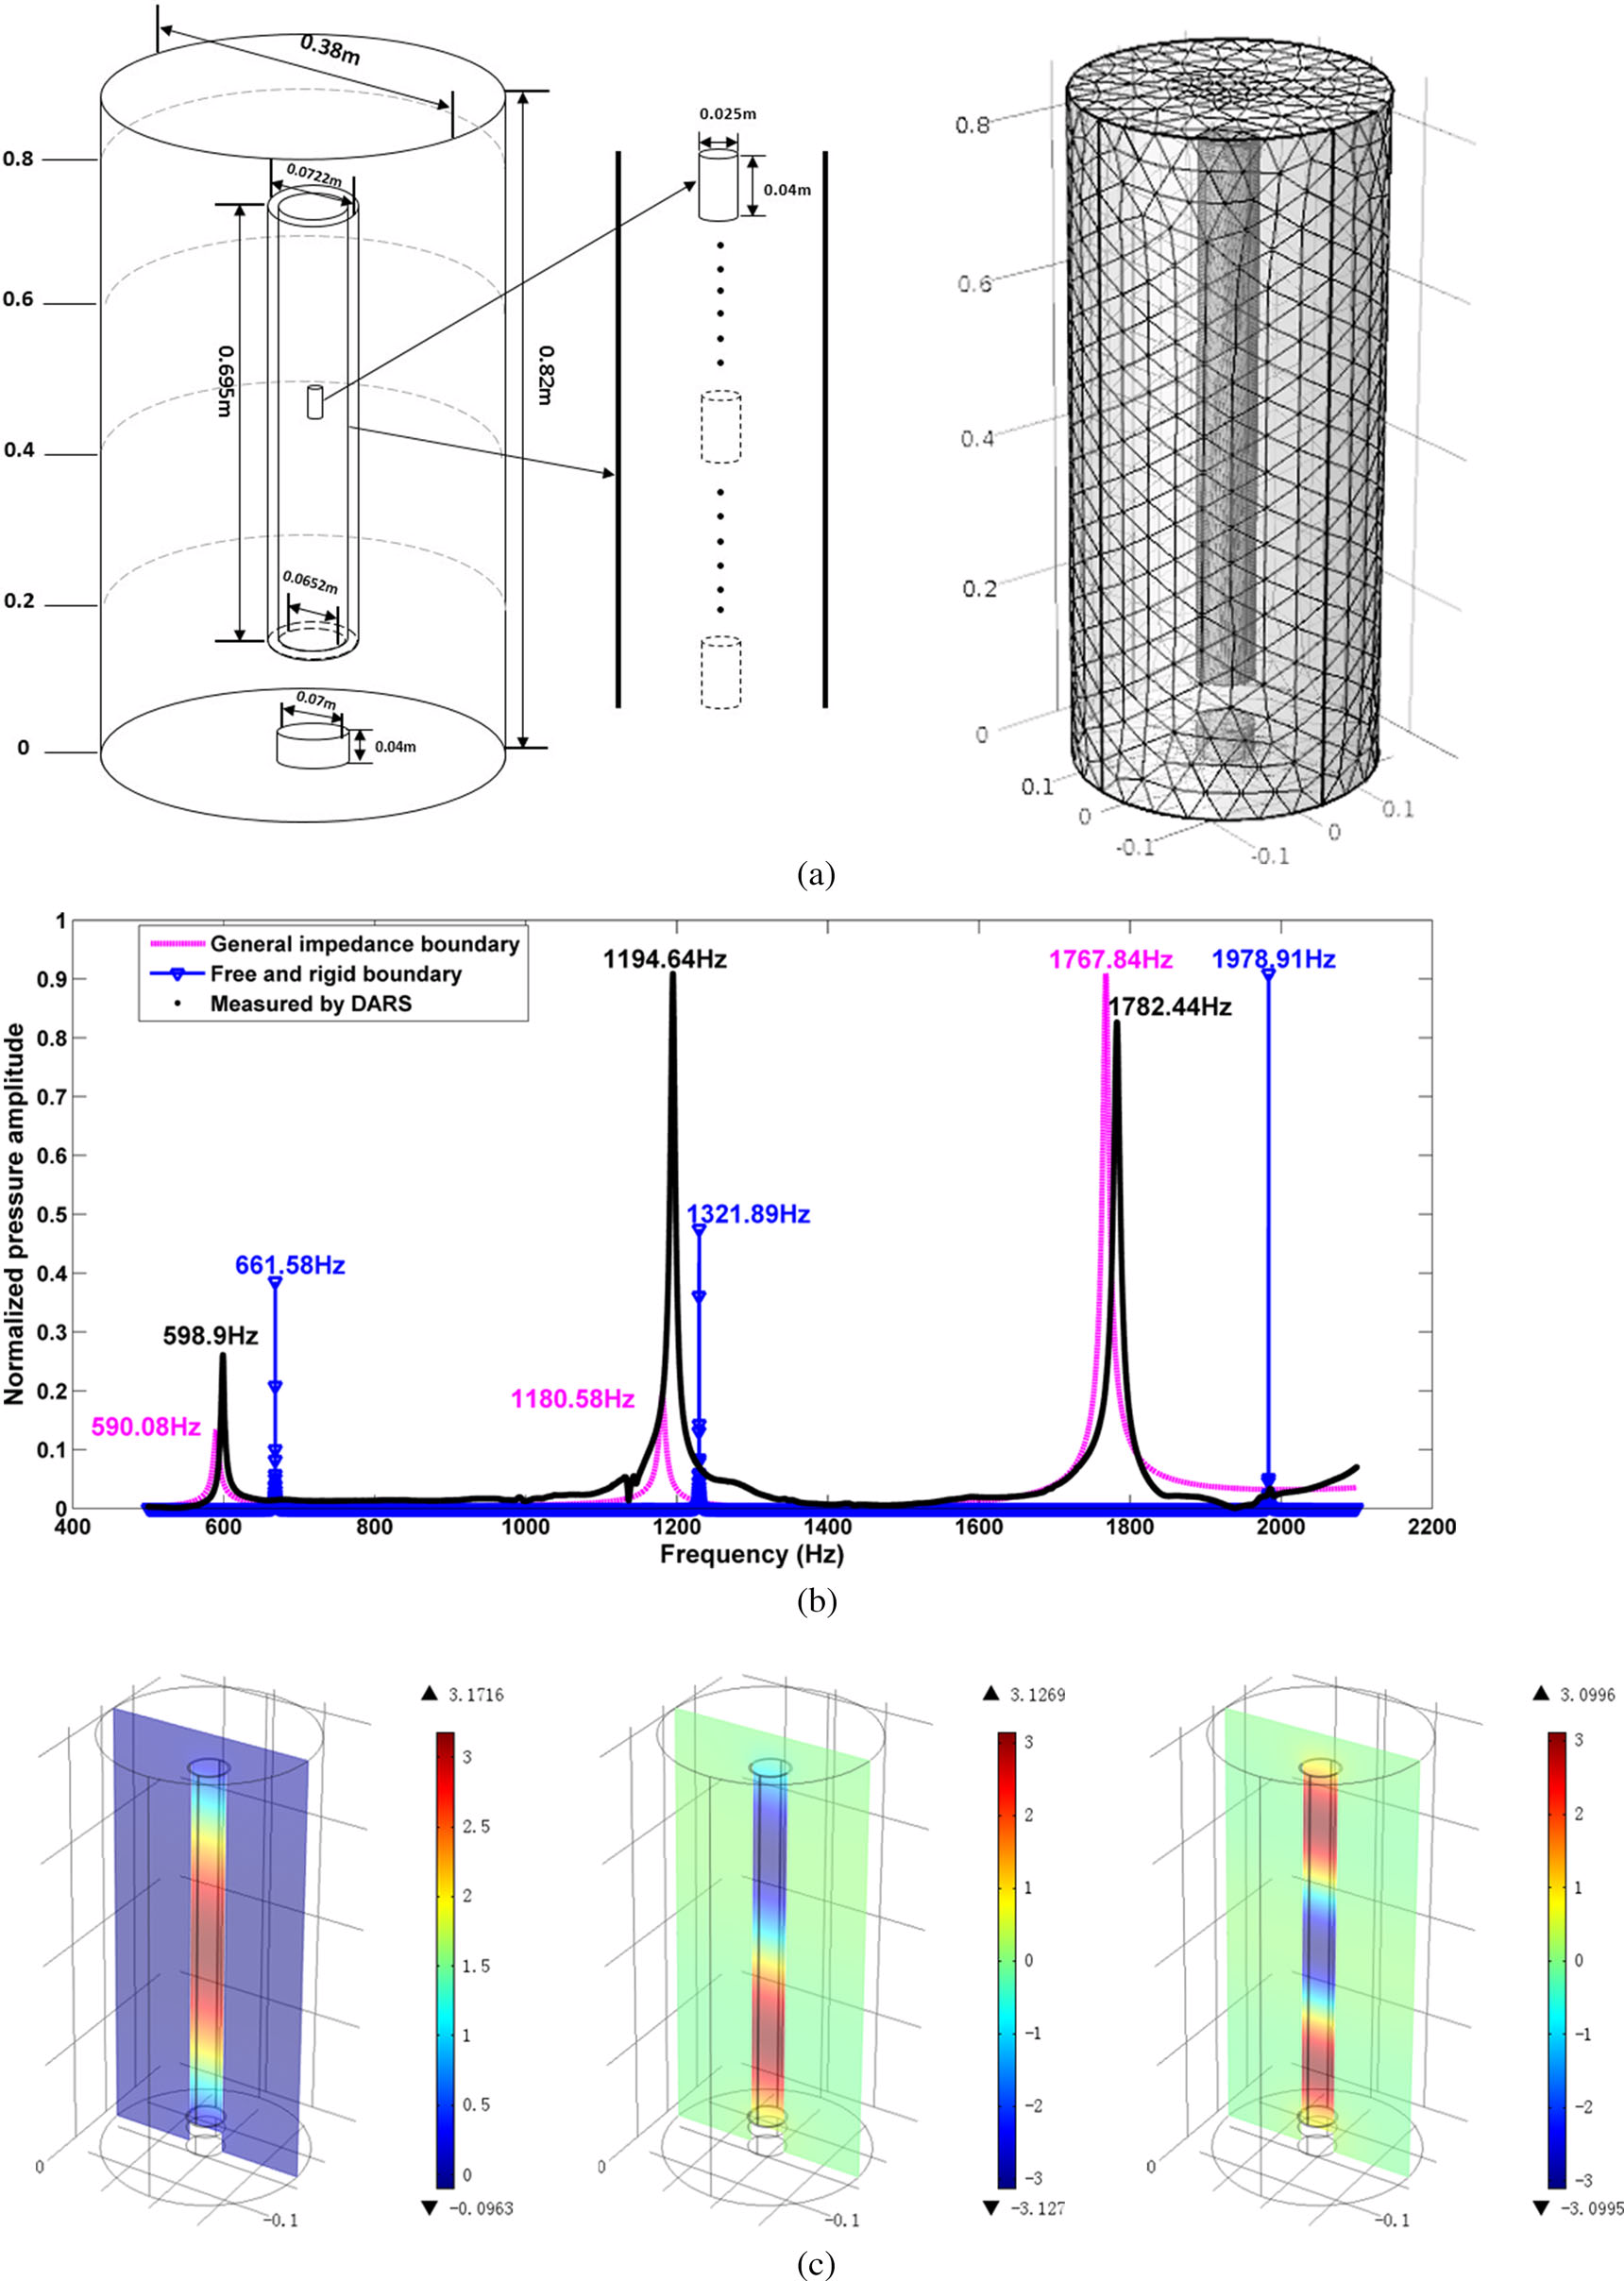 0.38m
0.8
0.0722m
0.025m
0.04m
0.6
0.695m
0.82m
0.4
0.2
0.0652m
0.07m
0.04m
0
0.8
0.6
0.4
0.2
0
0.1
0
-0.1
0.1
0
-0.1
(a)
Normalized pressure amplitude
1
0.9
0.8
0.7
0.6
0.5
0.4
0.3
0.2
0.1
0
General impedance boundary
Free and rigid boundary
Measured by DARS
1194.64Hz
1767.84Hz
1978.91Hz
1782.44Hz
1321.89Hz
661.58Hz
598.9Hz
1180.58Hz
590.08Hz
400 600 800 1000 1200 1400 1600 1800 2000 2200
Frequency (Hz)
(b)
▲ 3.1716
3
2.5
2
1.5
1
0.5
0
▼ -0.0963
0
-0.1
▲ 3.1269
3
2
1
0
-1
-2
-3
▼ -3.127
0
-0.1
▲ 3.0996
3
2
1
0
-1
-2
-3
▼ -3.0995
0
-0.1
(c)